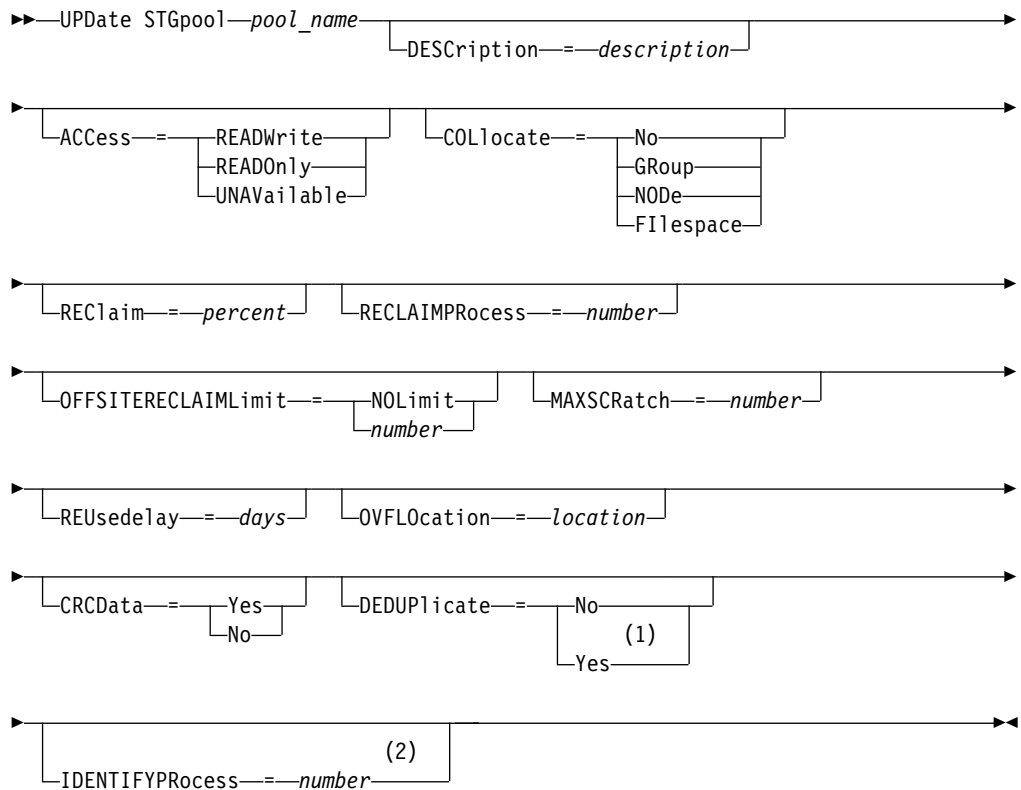 UPDate STGpool pool_name
DESCription = description
ACCess = READWrite
READOnly
UNAVailable
COLlocate = No
GRoup
NODe
FIlespace
REClaim = percent
RECLAIMPRocess = number
OFFSITERECLAIMLimit = NOLimit
number
MAXSCRatch = number
REUsedelay = days
OVFLOcation = location
CRCData = Yes
No
DEDUPlicate = No
(1)
Yes
(2)
IDENTIFYPRocess = number